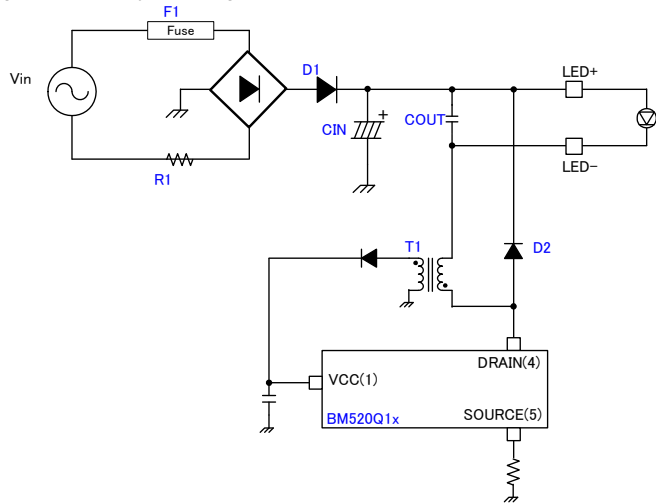 F1
Fuse
Vin
D1
LED+
+
CIN
COUT
LED−
R1
T1
D2
DRAIN(4)
VCC(1)
SOURCE(5)
BM520Q1x